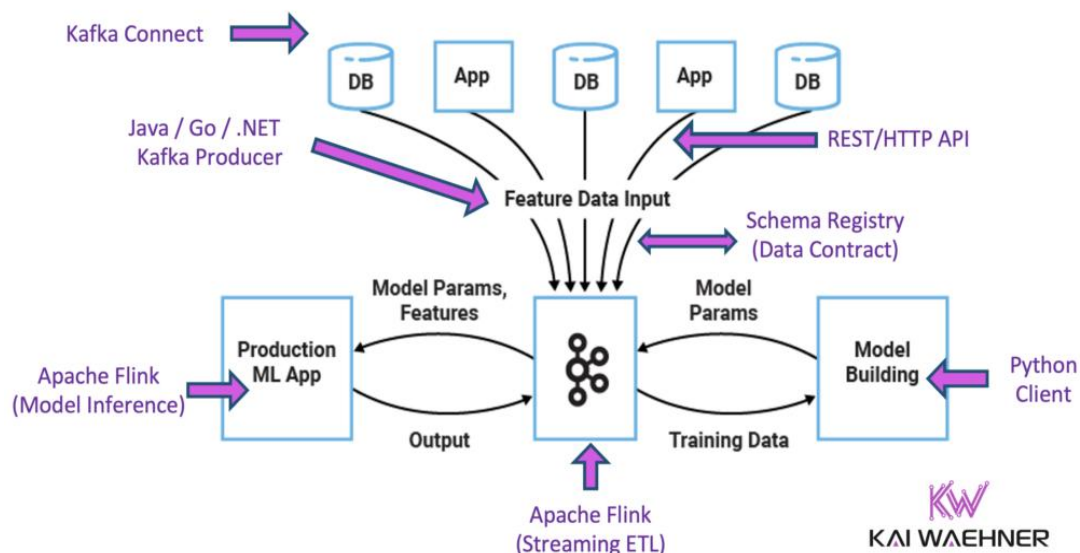 Kafka Connect
DB
App
DB
App
DB
Java / Go / .NET
Kafka Producer
REST/HTTP API
Feature Data Input
Schema Registry
(Data Contract)
Model Params,
Features
Model
Params
Production
ML App
Model
Building
Apache Flink
(Model Inference)
Python
Client
Output
Training Data
Apache Flink
(Streaming ETL)
KW
KAI WAEHNER